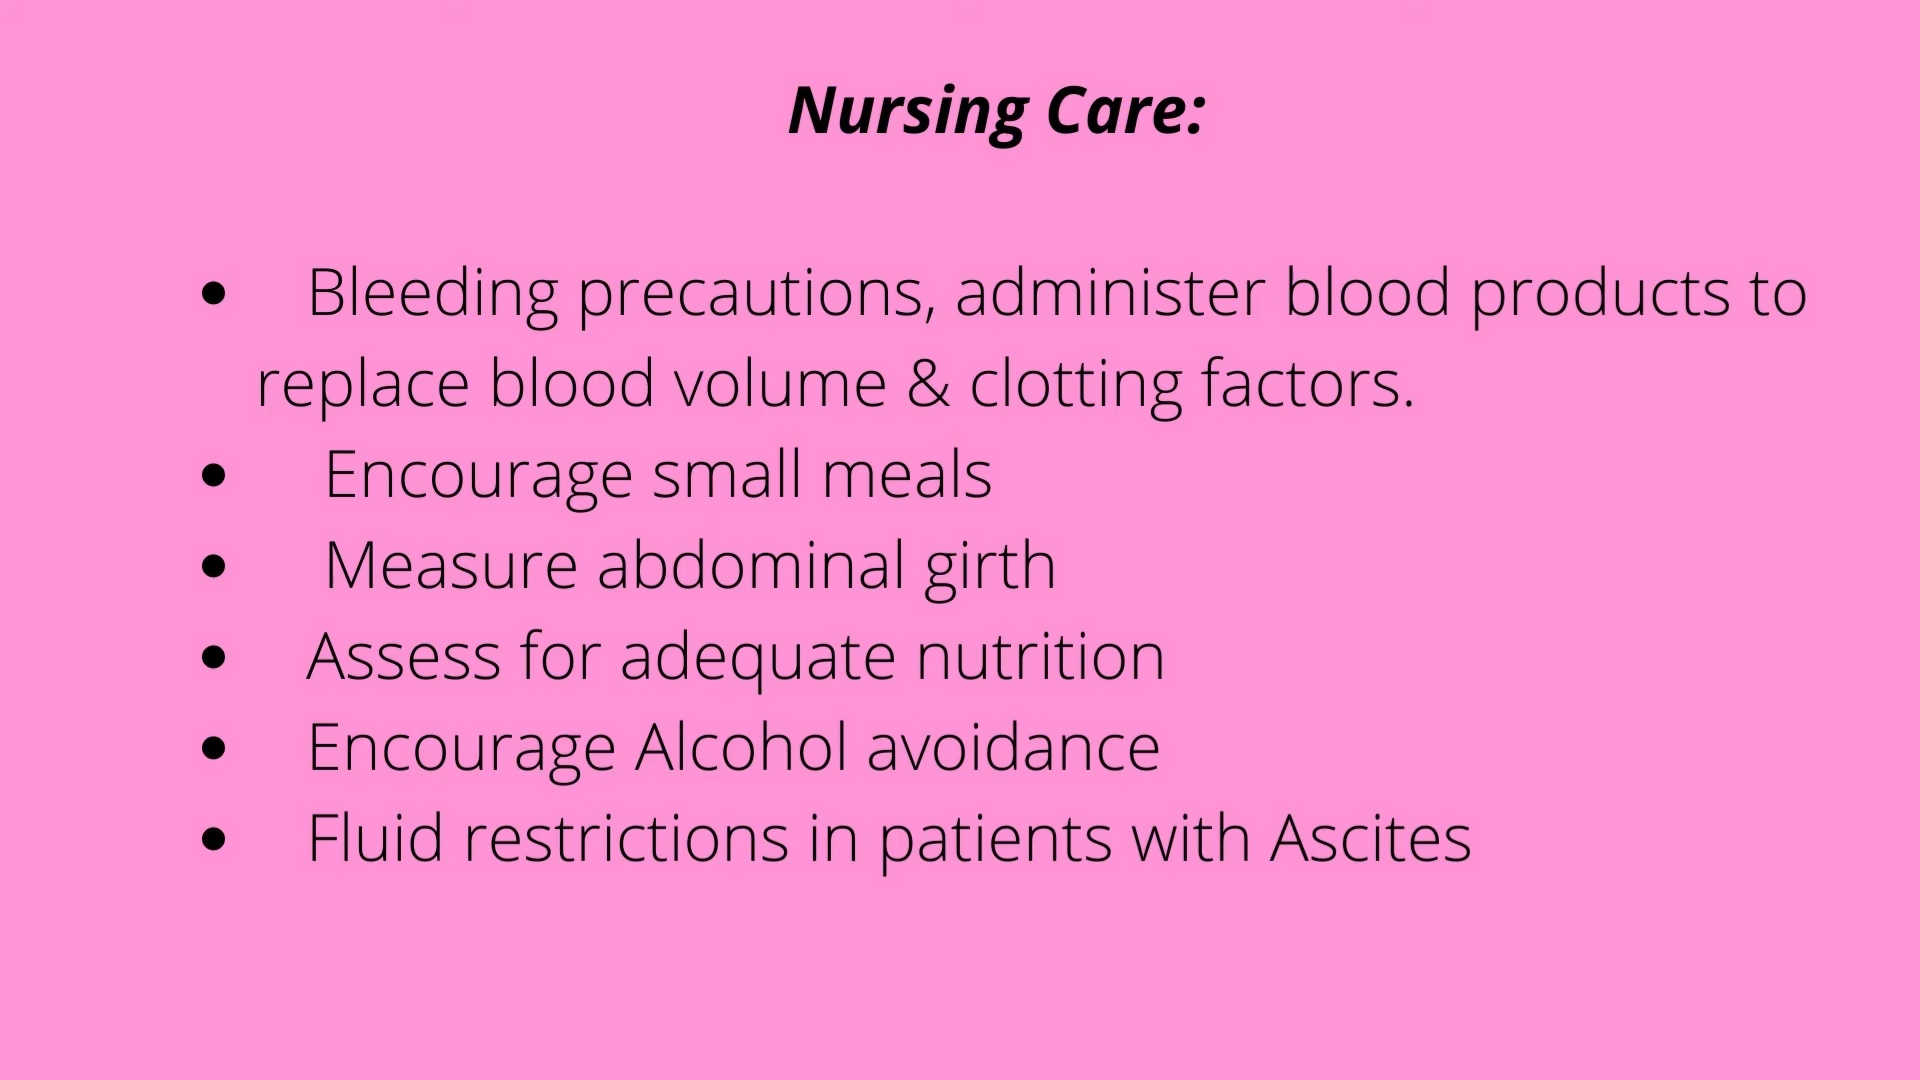 Nursing Care:
• Bleeding precautions, administer blood products to
replace blood volume & clotting factors.
• Encourage small meals
• Measure abdominal girth
• Assess for adequate nutrition
• Encourage Alcohol avoidance
• Fluid restrictions in patients with Ascites